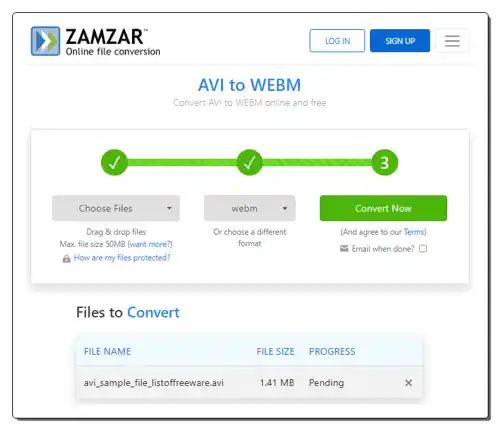 ZAMZAR™
Online file conversion
LOG IN
SIGN UP
AVI to WEBM
Convert AVI to WEBM online and free
3
Choose Files
webm
Convert Now
Drag & drop files
Max. file size 50MB (want more?)
How are my files protected?
Or choose a different
format
(And agree to our Terms)
Email when done?
Files to Convert
FILE NAME FILE SIZE PROGRESS
avi_sample_file_listoffreeware.avi 1.41 MB Pending